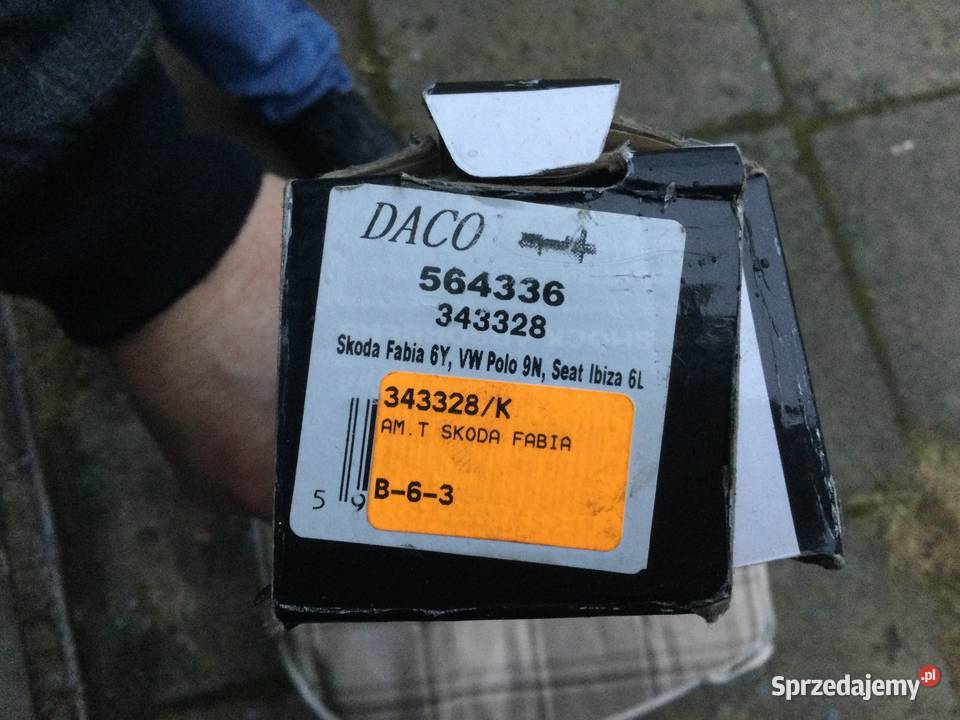 DACO
564336
343328
Skoda Fabia 6Y, VW Polo 9N, Seat Ibiza 6L
343328/K
AM.T SKODA FABIA
B-6-3
5 9
Sprzedajemy.pl